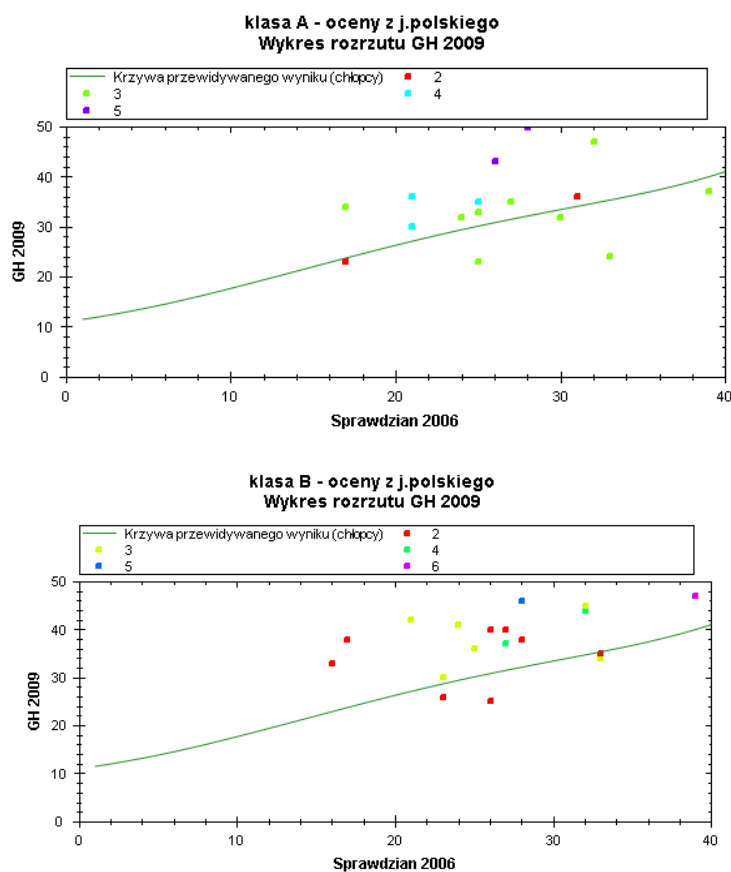 klasa A - oceny z j.polskiego
Wykres rozrzutu GH 2009
Krzywa przewidywanego wyniku (chłopcy) 2
3 4
5
50
40
30
20
10
0
GH 2009
0 10 20 30 40
Sprawdzian 2006
klasa B - oceny z j.polskiego
Wykres rozrzutu GH 2009
Krzywa przewidywanego wyniku (chłopcy) 2
3 4
5 6
50
40
30
20
10
0
GH 2009
0 10 20 30 40
Sprawdzian 2006